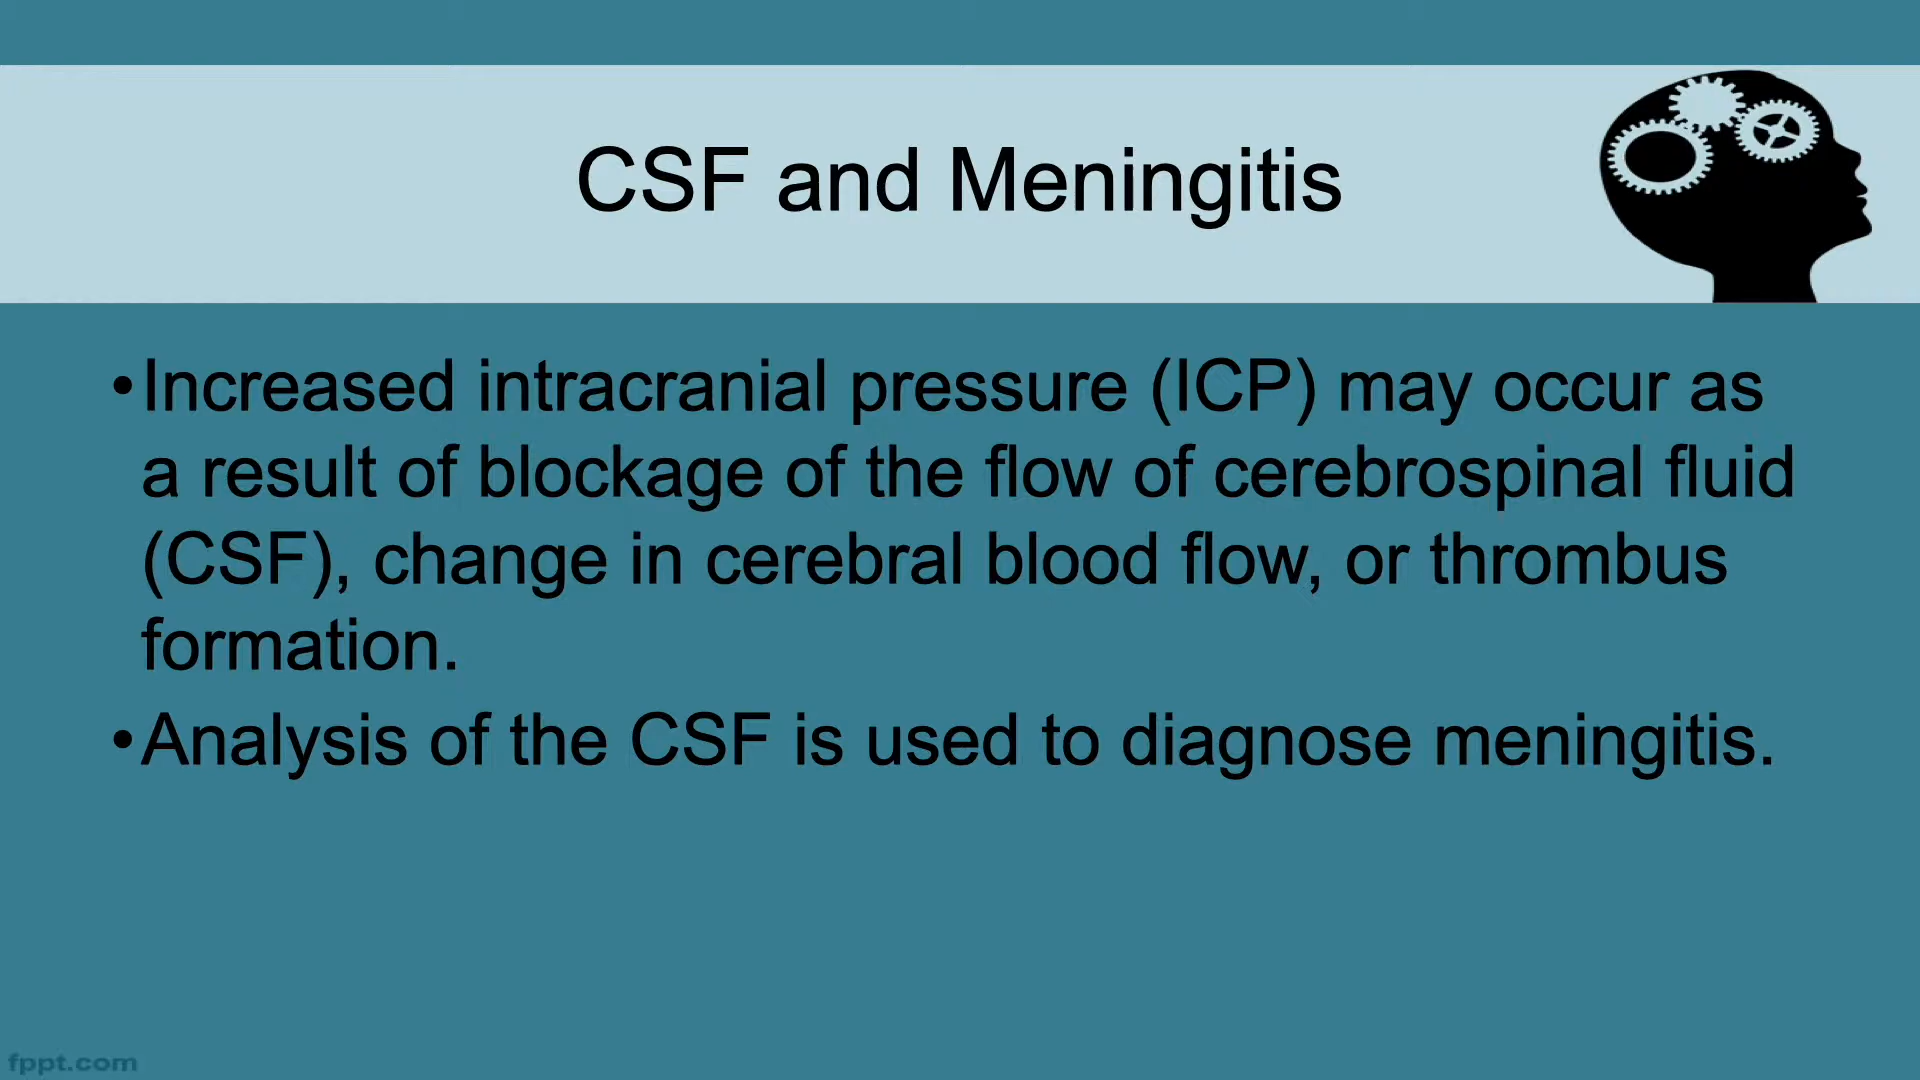 CSF and Meningitis
•Increased intracranial pressure (ICP) may occur as
a result of blockage of the flow of cerebrospinal fluid
(CSF), change in cerebral blood flow, or thrombus
formation.
•Analysis of the CSF is used to diagnose meningitis.
fppt.com